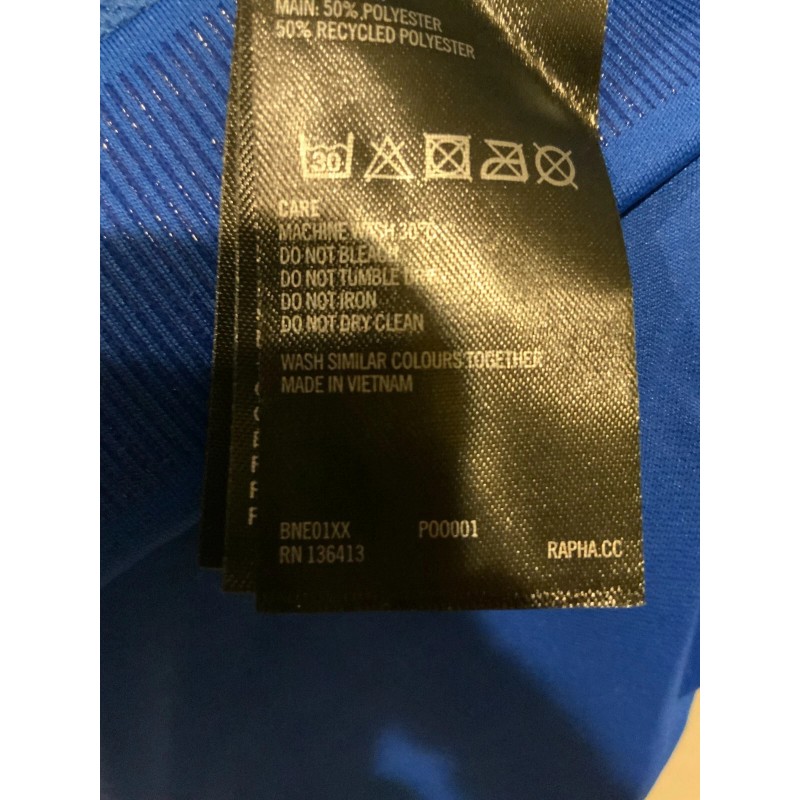 MAIN: 50% POLYESTER
50% RECYCLED POLYESTER
30
CARE
MACHINE WASH 30°C
DO NOT BLEACH
DO NOT TUMBLE DRY
DO NOT IRON
DO NOT DRY CLEAN
WASH SIMILAR COLOURS TOGETHER
MADE IN VIETNAM
BNE01XX P00001
RN 136413
RAPHA.CC